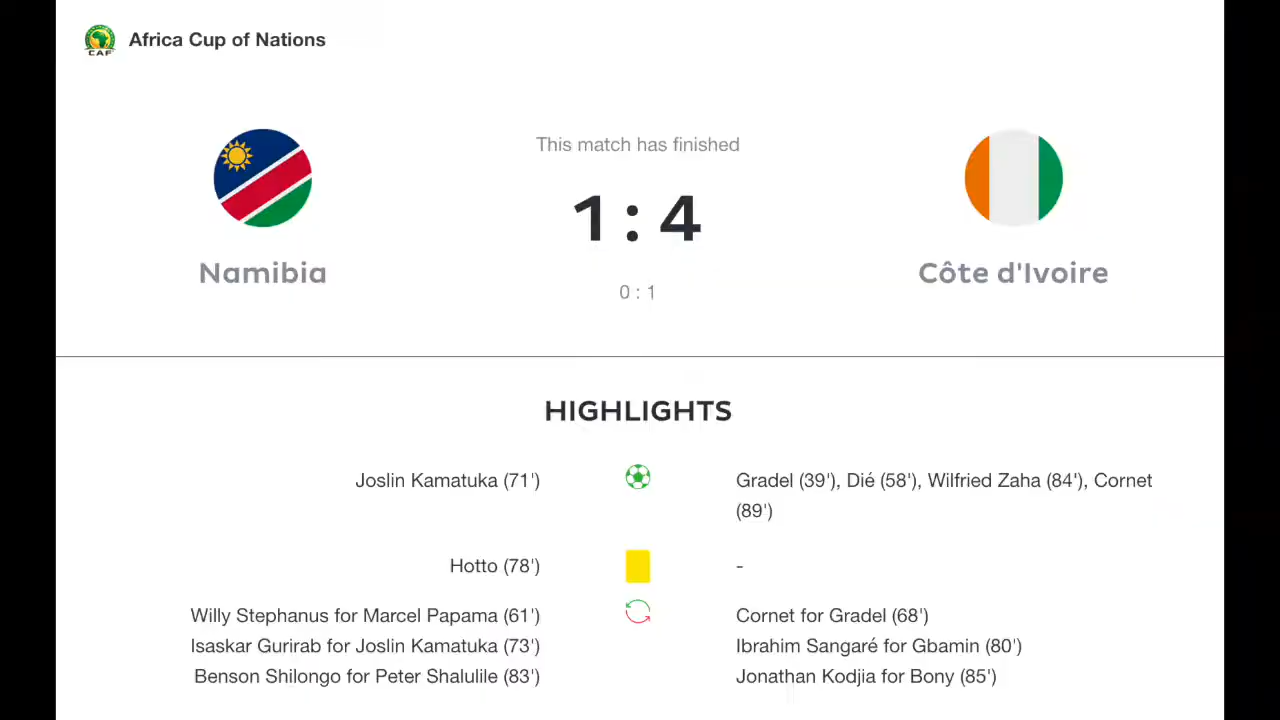 CAF
Africa Cup of Nations
This match has finished
1 : 4
Namibia
Côte d'Ivoire
0 : 1
HIGHLIGHTS
Joslin Kamatuka (71')
Gradel (39'), Dié (58'), Wilfried Zaha (84'), Cornet
(89')
Hotto (78')
-
Willy Stephanus for Marcel Papama (61')
Cornet for Gradel (68')
Isaskar Gurirab for Joslin Kamatuka (73')
Ibrahim Sangaré for Gbamin (80')
Benson Shilongo for Peter Shalulile (83')
Jonathan Kodjia for Bony (85')